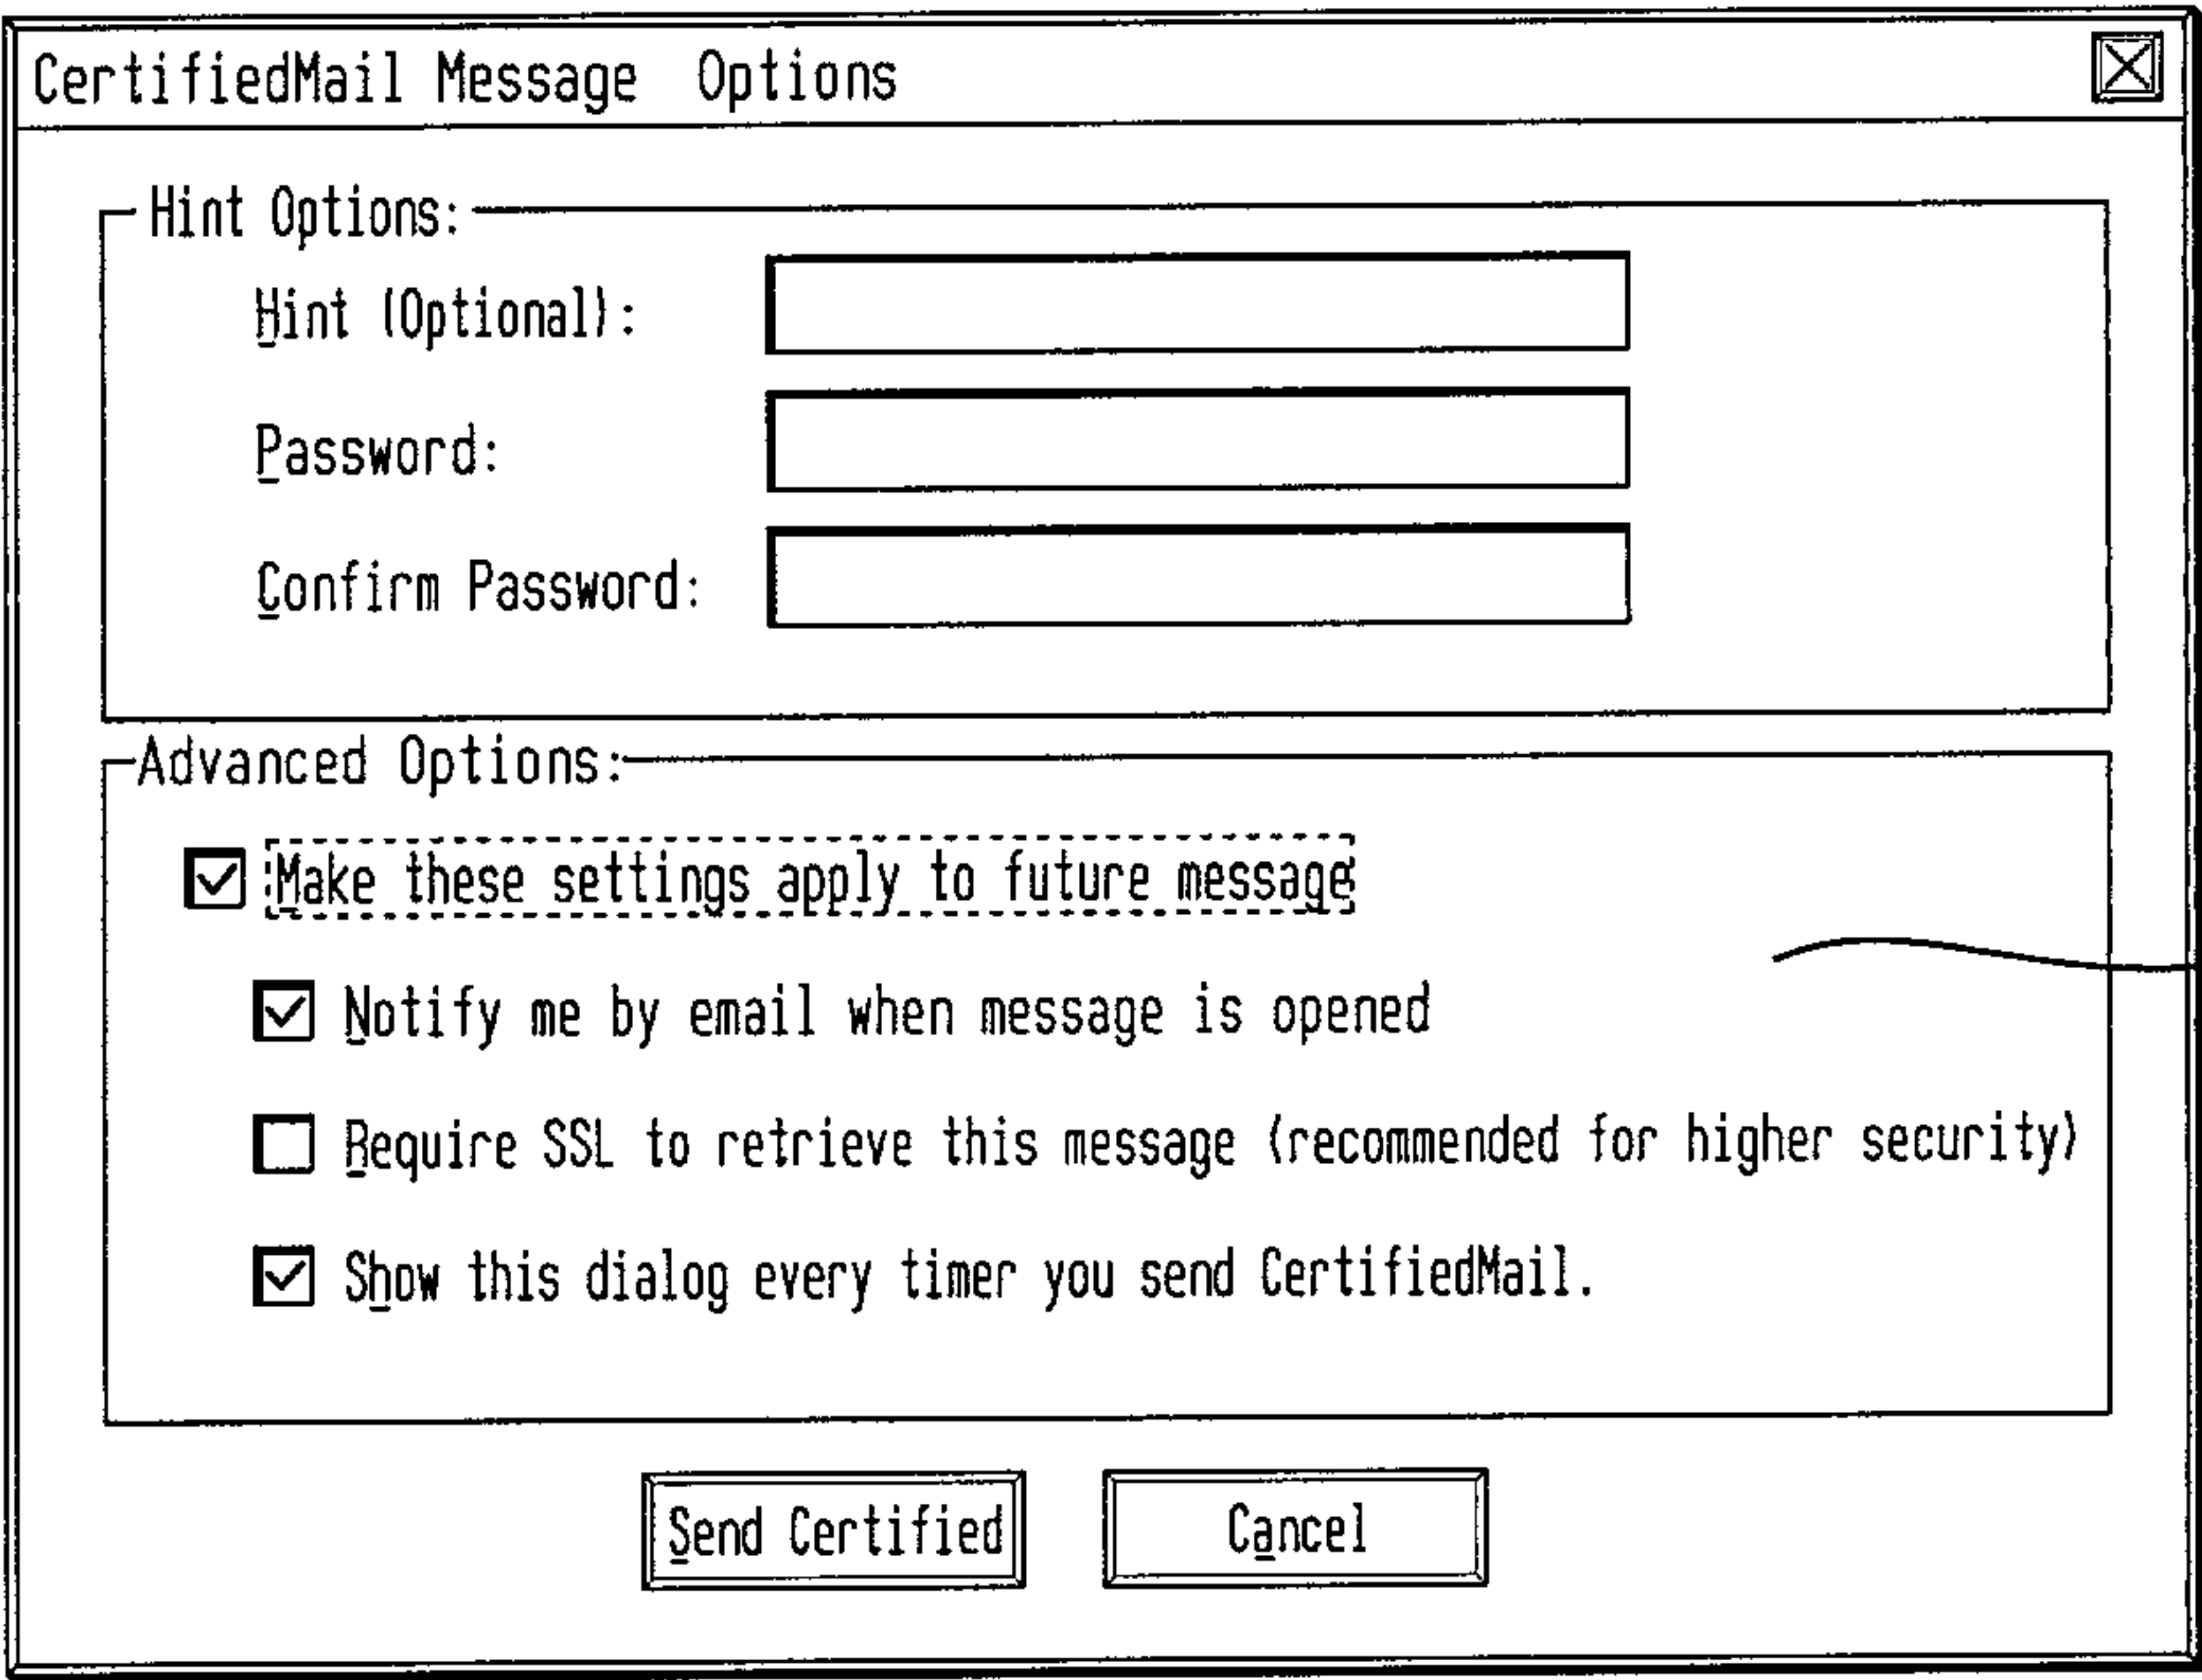 CertifiedMail Message Options
Hint Options:
Hint (Optional):
Password:
Confirm Password:
Advanced Options:
Make these settings apply to future message
Notify me by email when message is opened
Require SSL to retrieve this message (recommended for higher security)
Show this dialog every timer you send CertifiedMail.
Send Certified
Cancel